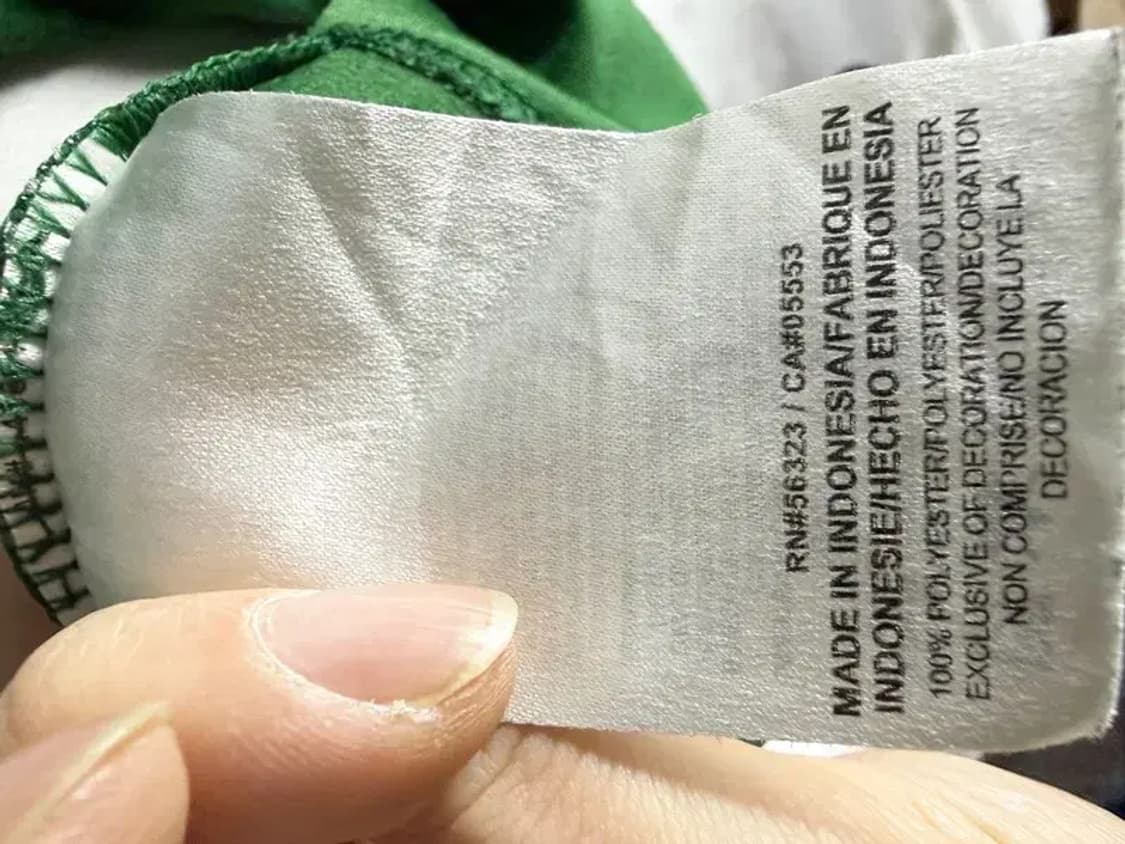 RN#56323 / CA#05553
MADE IN INDONESIA/FABRIQUE EN
INDONESIE/HECHO EN INDONESIA
100% POLYESTER/POLYESTER/POLIESTER
EXCLUSIVE OF DECORATION/DECORATION
NON COMPRISE/NO INCLUYE LA
DECORACION